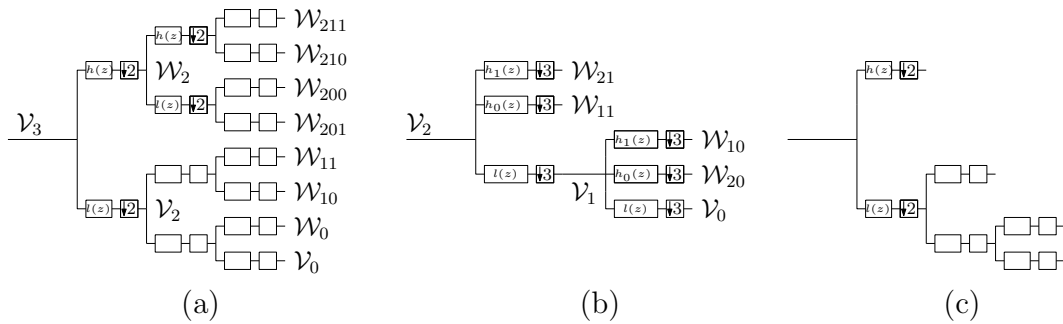 h(z) ↓2 𝒲₂₁₁
𝒲₂₁₀
h(z) ↓2 𝒲₂
l(z) ↓2 𝒲₂₀₀
𝒲₂₀₁
𝒱₃
𝒲₁₁
l(z) ↓2 𝒱₂ 𝒲₁₀
𝒲₀
𝒱₀
(a)
h₁(z) ↓3 𝒲₂₁
h₀(z) ↓3 𝒲₁₁
𝒱₂
h₁(z) ↓3 𝒲₁₀
l(z) ↓3 𝒱₁ h₀(z) ↓3 𝒲₂₀
l(z) ↓3 𝒱₀
(b)
h(z) ↓2
l(z) ↓2
(c)